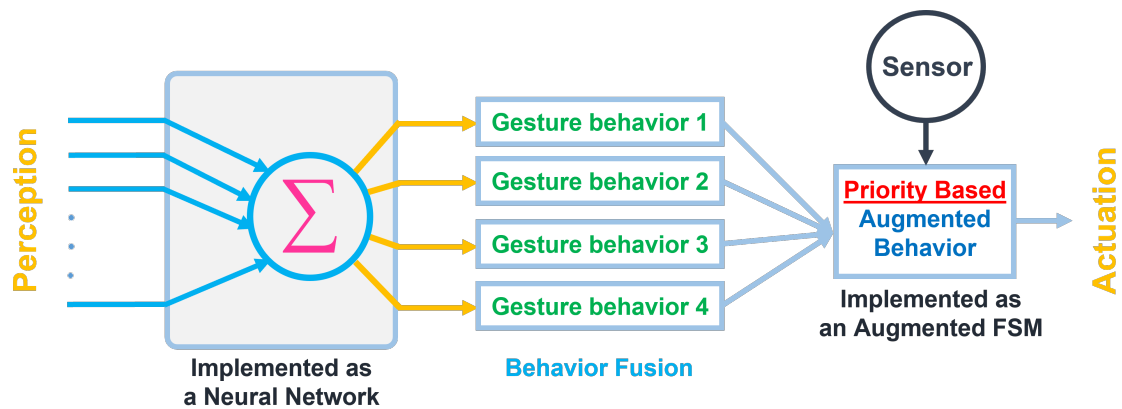 Perception
Σ
Implemented as
a Neural Network
Gesture behavior 1
Gesture behavior 2
Gesture behavior 3
Gesture behavior 4
Behavior Fusion
Sensor
Priority Based
Augmented
Behavior
Implemented as
an Augmented FSM
Actuation